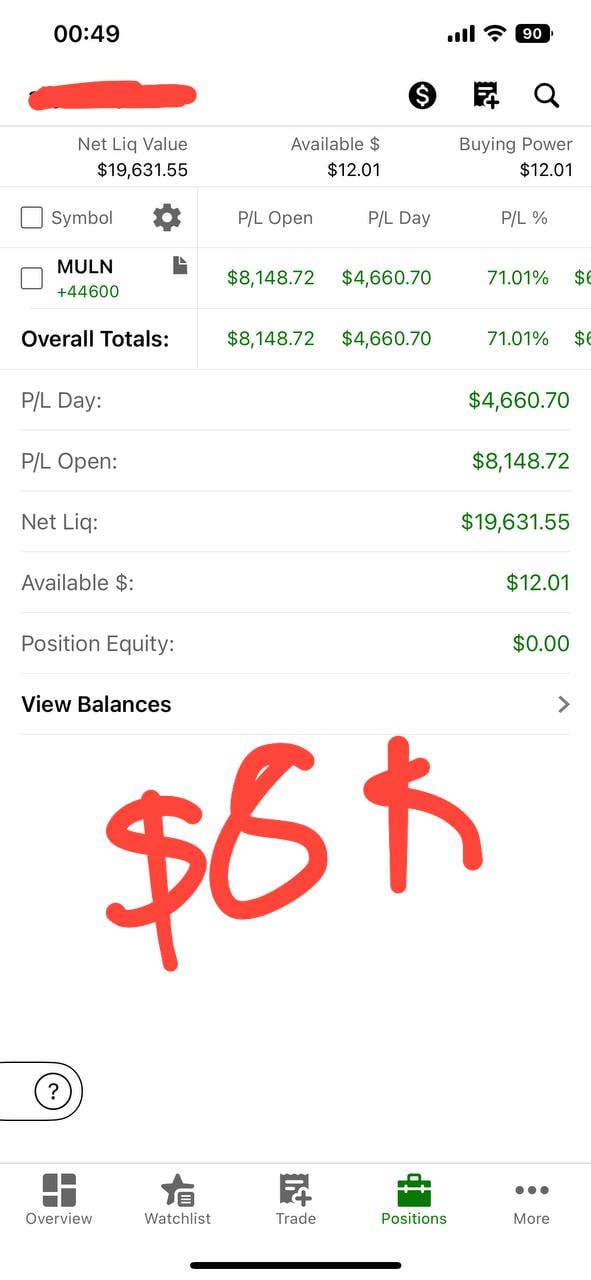 00:49
90
Net Liq Value Available $ Buying Power
$19,631.55 $12.01 $12.01
Symbol P/L Open P/L Day P/L %
MULN $8,148.72 $4,660.70 71.01%
+44600
Overall Totals: $8,148.72 $4,660.70 71.01%
P/L Day: $4,660.70
P/L Open: $8,148.72
Net Liq: $19,631.55
Available $: $12.01
Position Equity: $0.00
View Balances
$8k
?
Overview Watchlist Trade Positions More